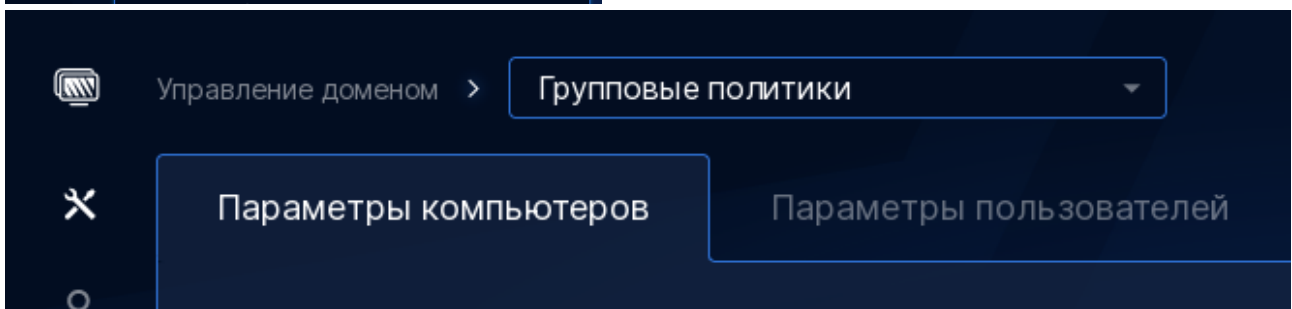 Управление доменом > Групповые политики
Параметры компьютеров Параметры пользователей